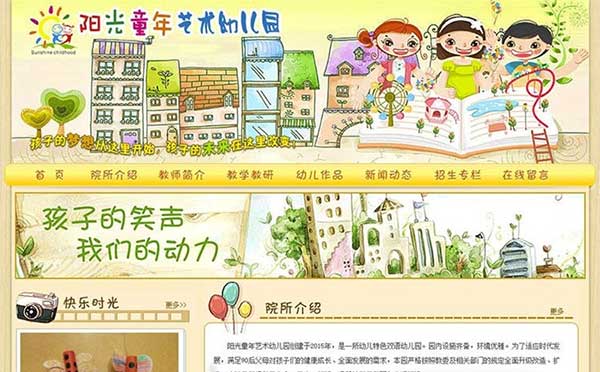 阳光童年艺术幼儿园
Sunshine childhood
孩子的梦想从这里开始，孩子的未来在这里改变！
首 页 院所介绍 教师简介 教学教研 幼儿作品 新闻动态 招生专栏 在线留言
孩子的笑声
我们的动力
快乐时光 更多>>
院所介绍 更多>>
阳光童年艺术幼儿园创建于2015年，是一所幼儿特色双语幼儿园。园内设施齐备，环境优雅。为了适应时代发
展，满足90后父母对孩子们的健康成长、全面发展的需求，本园严格按照教委及相关部门的规定全面升级改造、扩